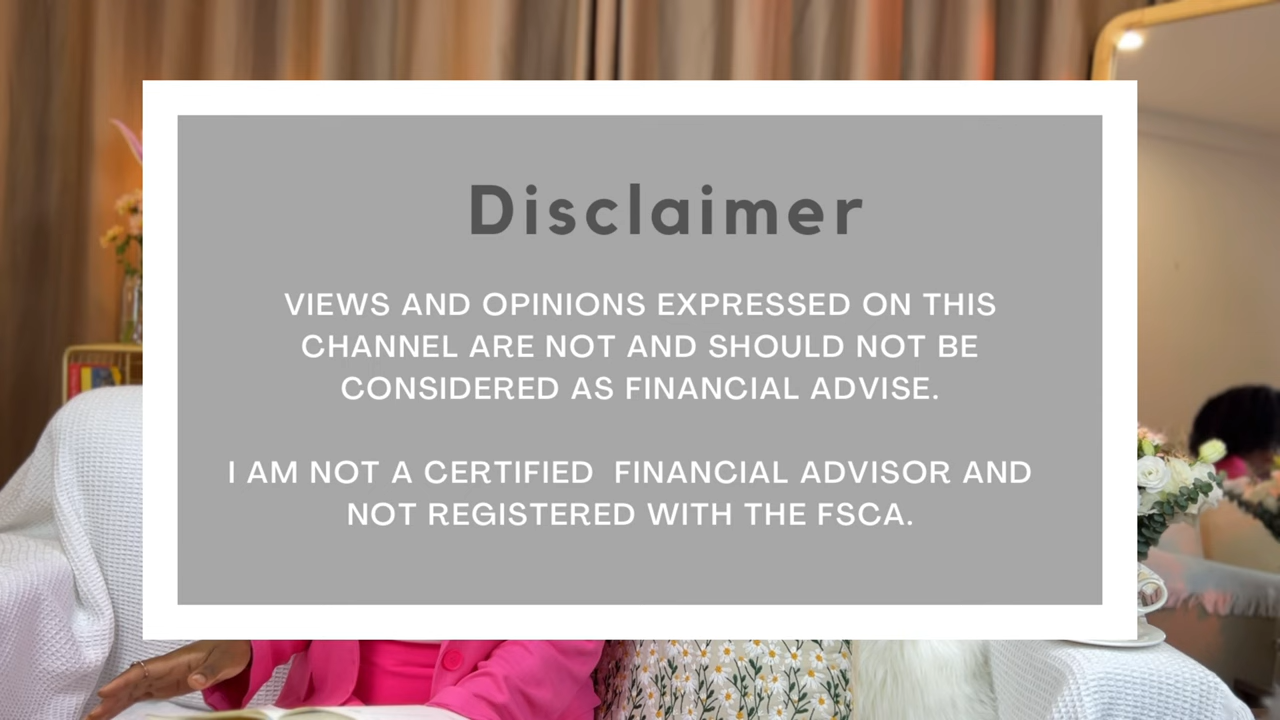 Disclaimer
VIEWS AND OPINIONS EXPRESSED ON THIS
CHANNEL ARE NOT AND SHOULD NOT BE
CONSIDERED AS FINANCIAL ADVISE.
I AM NOT A CERTIFIED  FINANCIAL ADVISOR AND
NOT REGISTERED WITH THE FSCA.